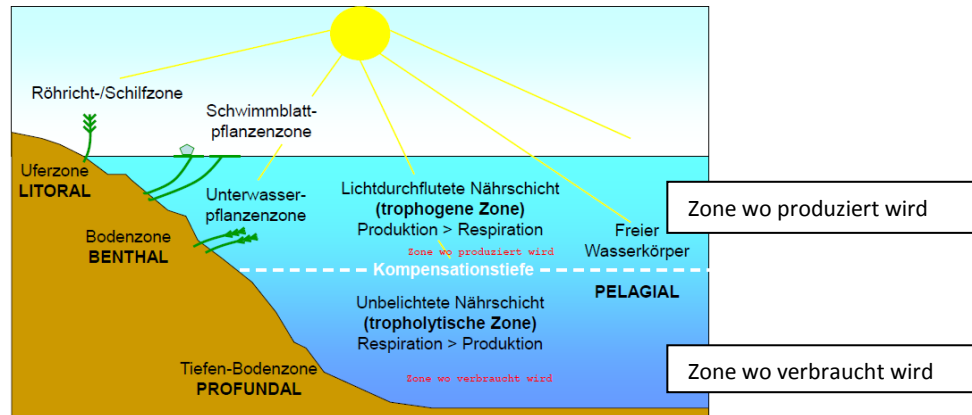 Röhricht-/Schilfzone
Schwimmblatt-
pflanzenzone
Uferzone
LITORAL
Unterwasser-
pflanzenzone
Bodenzone
BENTHAL
Lichtdurchflutete Nährschicht
(trophogene Zone)
Produktion > Respiration
Zone wo produziert wird
Freier
Wasserkörper
Zone wo produziert wird
Kompensationstiefe
PELAGIAL
Unbelichtete Nährschicht
(tropholytische Zone)
Respiration > Produktion
Zone wo verbraucht wird
Tiefen-Bodenzone
PROFUNDAL
Zone wo verbraucht wird